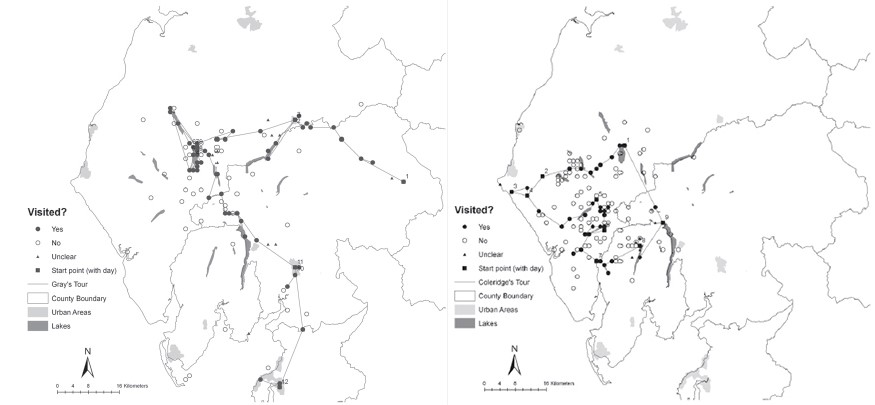 1
11
12
Visited?
Yes
No
Unclear
Start point (with day)
Gray's Tour
County Boundary
Urban Areas
Lakes
N
0 4 8 16 Kilometers
1
2
3
Visited?
Yes
No
Unclear
Start point (with day)
Coleridge's Tour
County Boundary
Urban Areas
Lakes
N
0 4 8 16 Kilometers